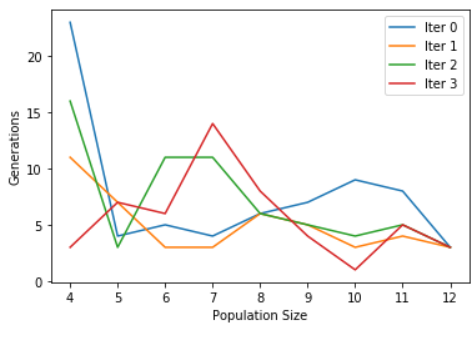 Iter 0
Iter 1
Iter 2
Iter 3
Generations
20
15
10
5
0
4 5 6 7 8 9 10 11 12
Population Size